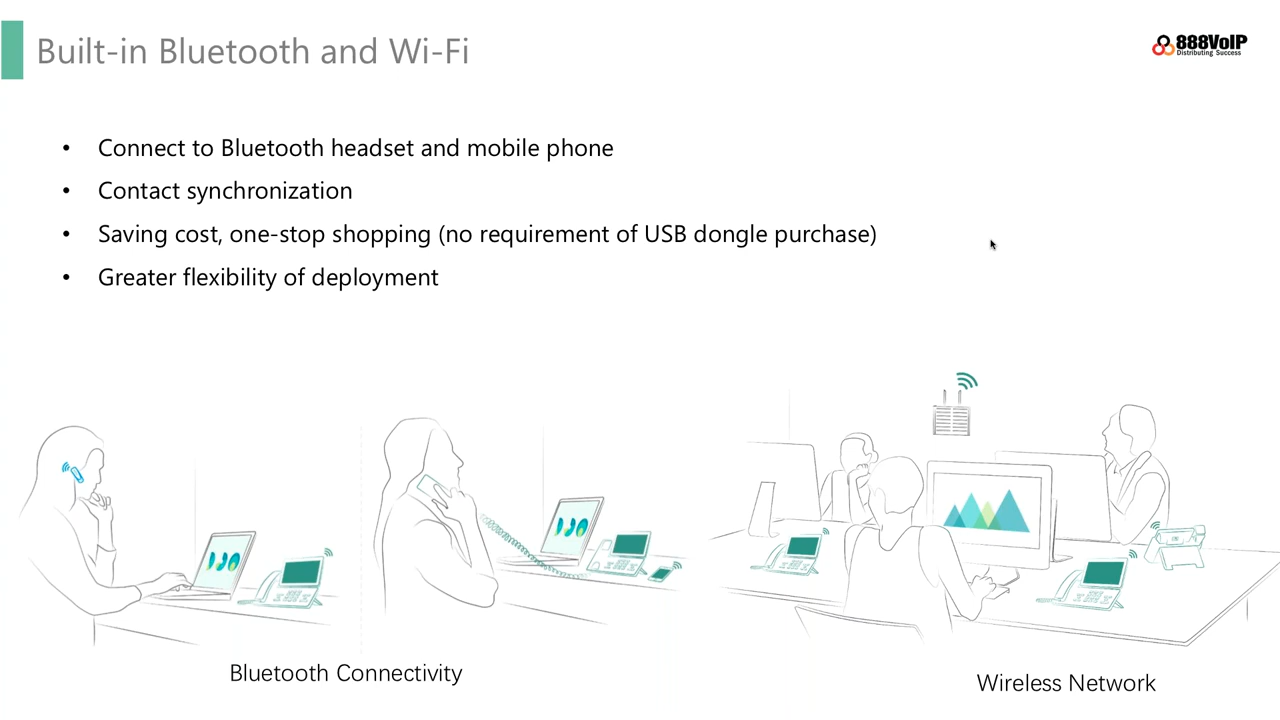 Built-in Bluetooth and Wi-Fi
888VoIP
Distributing Success
• Connect to Bluetooth headset and mobile phone
• Contact synchronization
• Saving cost, one-stop shopping (no requirement of USB dongle purchase)
• Greater flexibility of deployment
Bluetooth Connectivity
Wireless Network